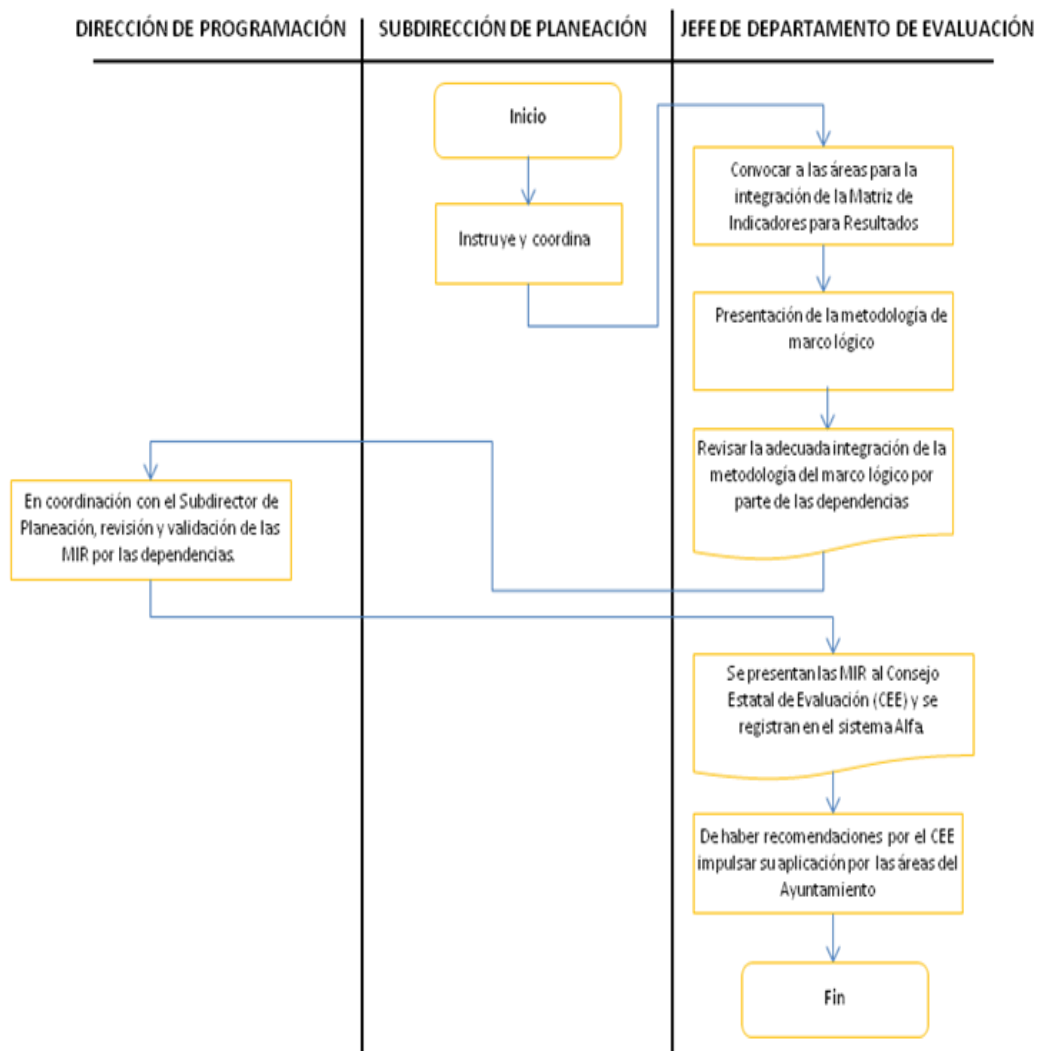 DIRECCIÓN DE PROGRAMACIÓN
SUBDIRECCIÓN DE PLANEACIÓN
JEFE DE DEPARTAMENTO DE EVALUACIÓN
Inicio
Instruye y coordina
Convocar a las áreas para la
integración de la Matriz de
Indicadores para Resultados
Presentación de la metodología de
marco lógico
Revisar la adecuada integración de la
metodología del marco lógico por
parte de las dependencias
En coordinación con el Subdirector de
Planeación, revisión y validación de las
MIR por las dependencias.
Se presentan las MIR al Consejo
Estatal de Evaluación (CEE) y se
registran en el sistema Alfa.
De haber recomendaciones por el CEE
impulsar su aplicación por las áreas del
Ayuntamiento
Fin